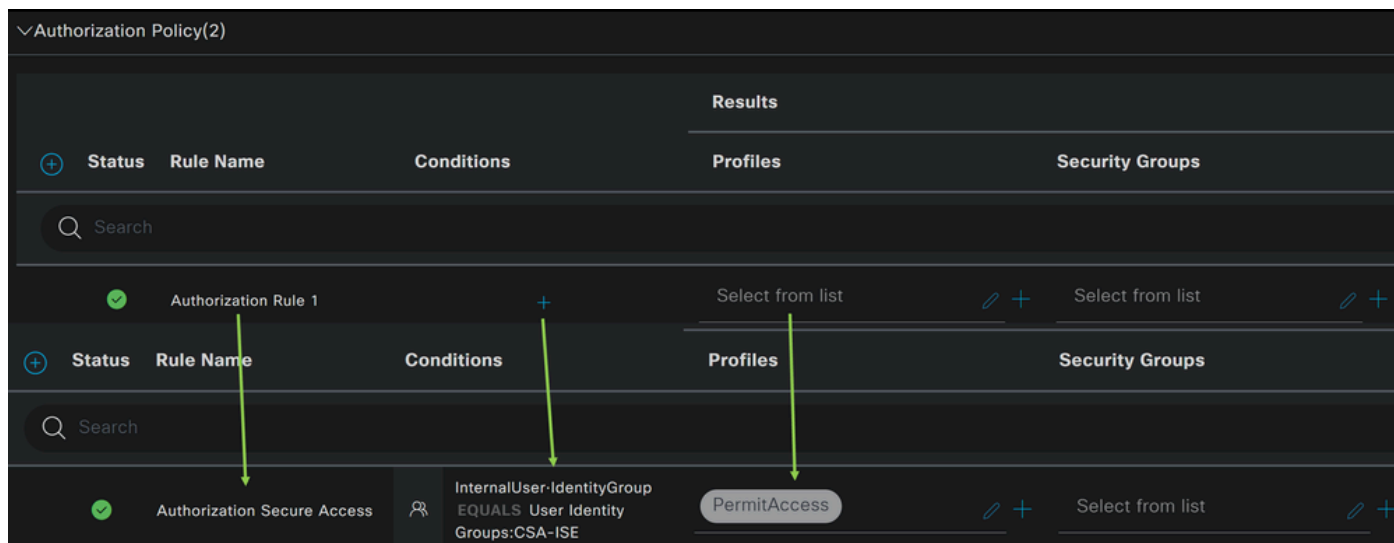 Authorization Policy(2)
Results
Status Rule Name Conditions Profiles Security Groups
Search
Authorization Rule 1 Select from list Select from list
Status Rule Name Conditions Profiles Security Groups
Search
Authorization Secure Access
InternalUser·IdentityGroup
EQUALS User Identity
Groups:CSA-ISE
PermitAccess
Select from list